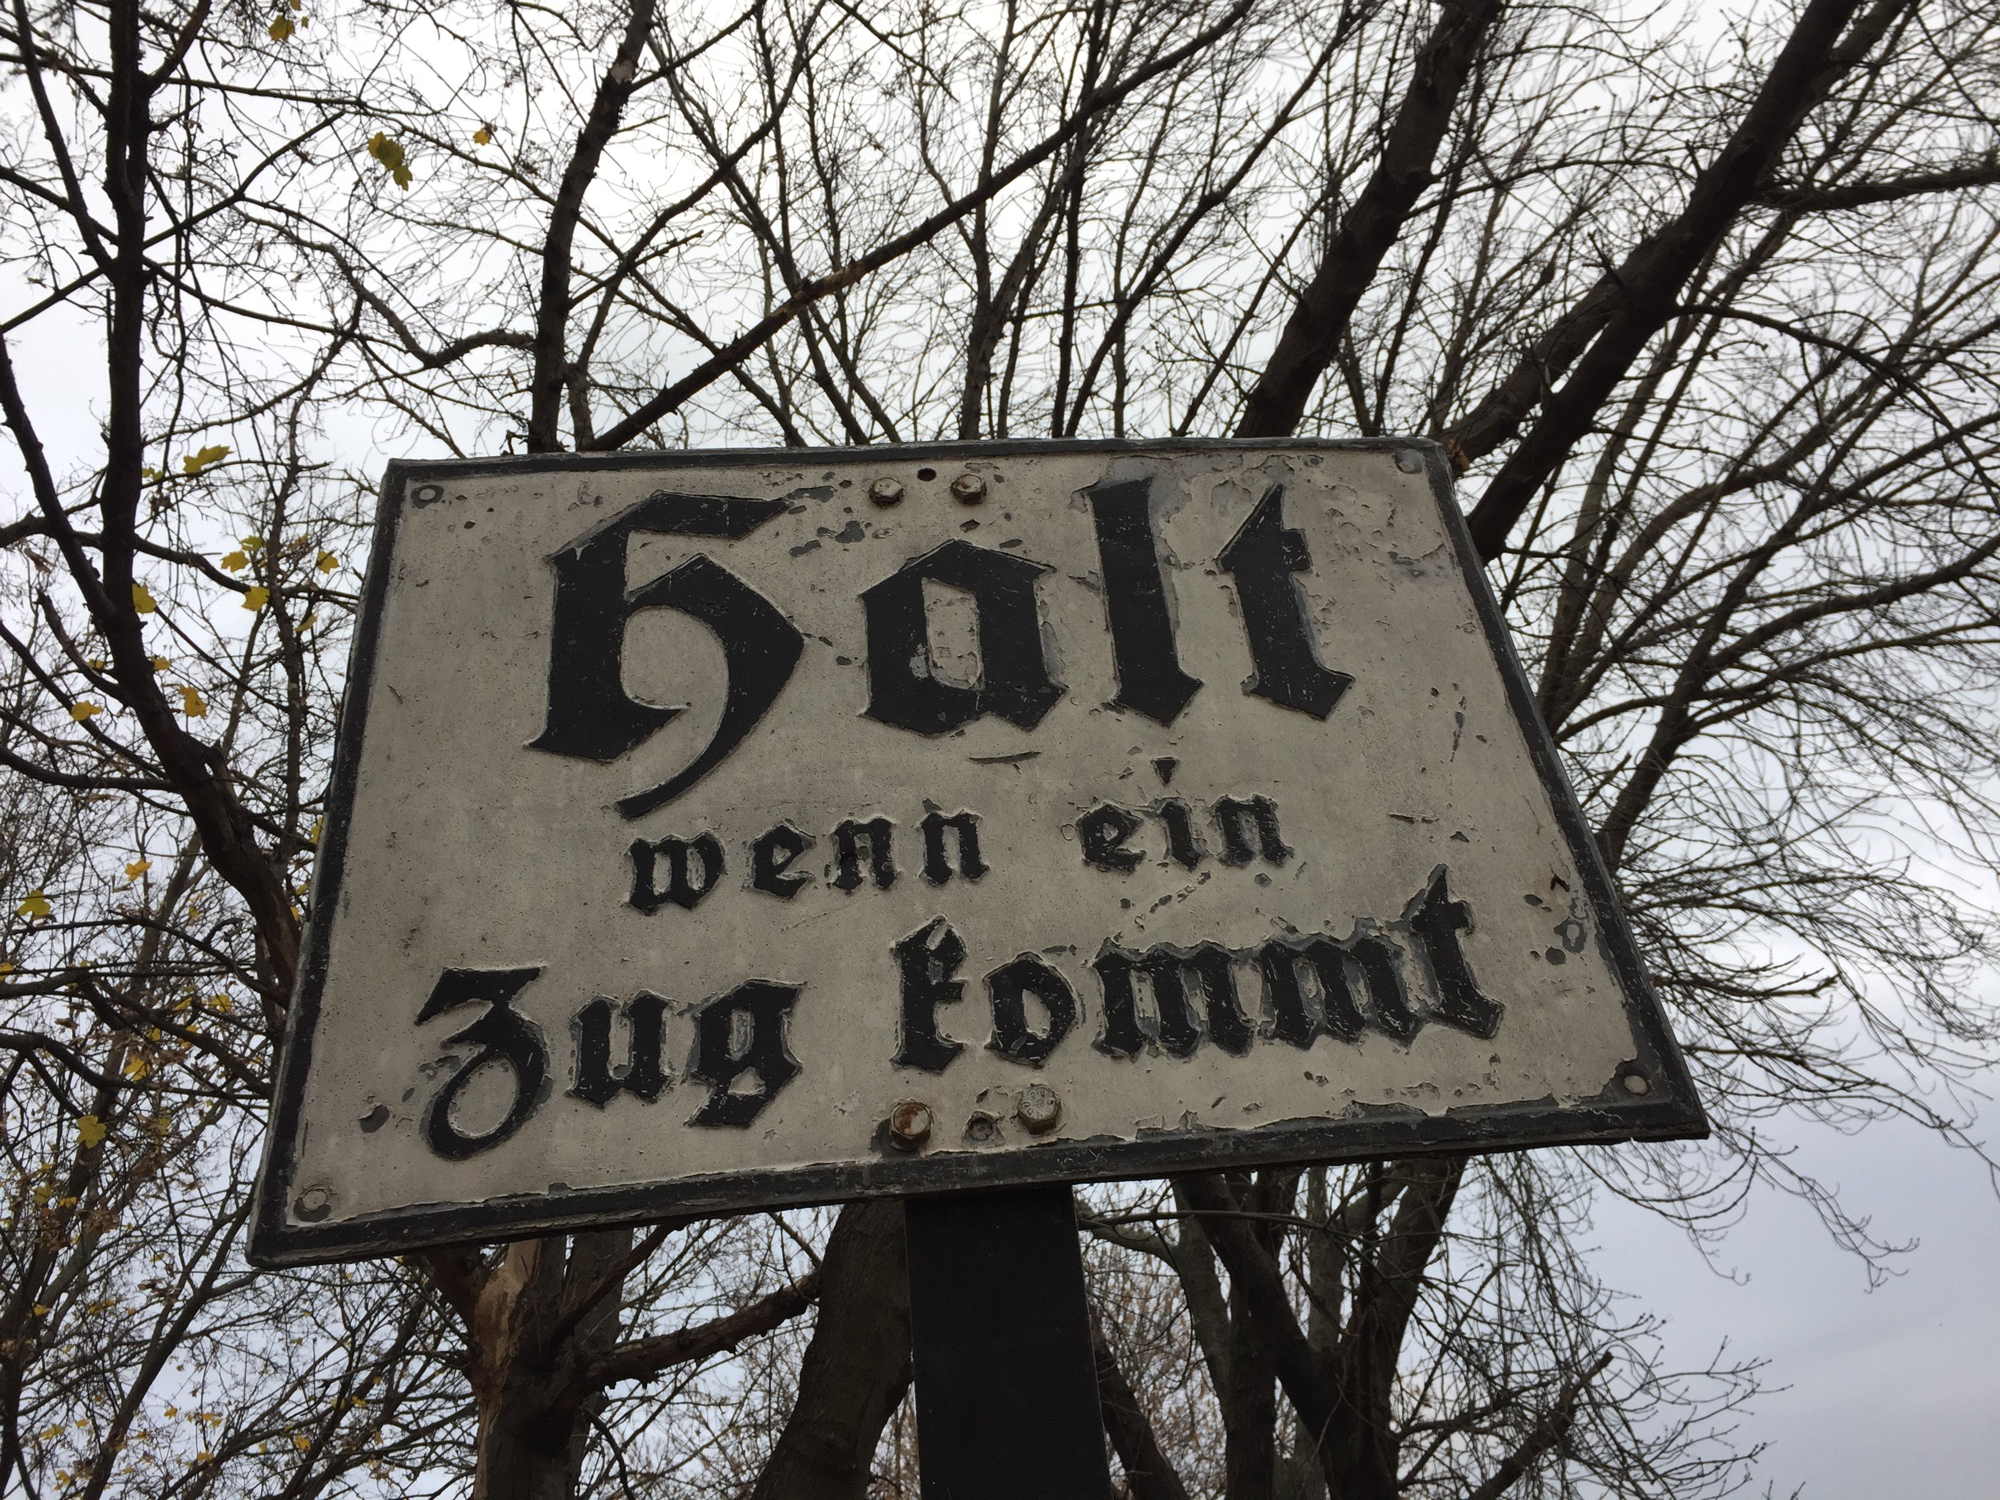 Halt
wenn ein
Zug kommt